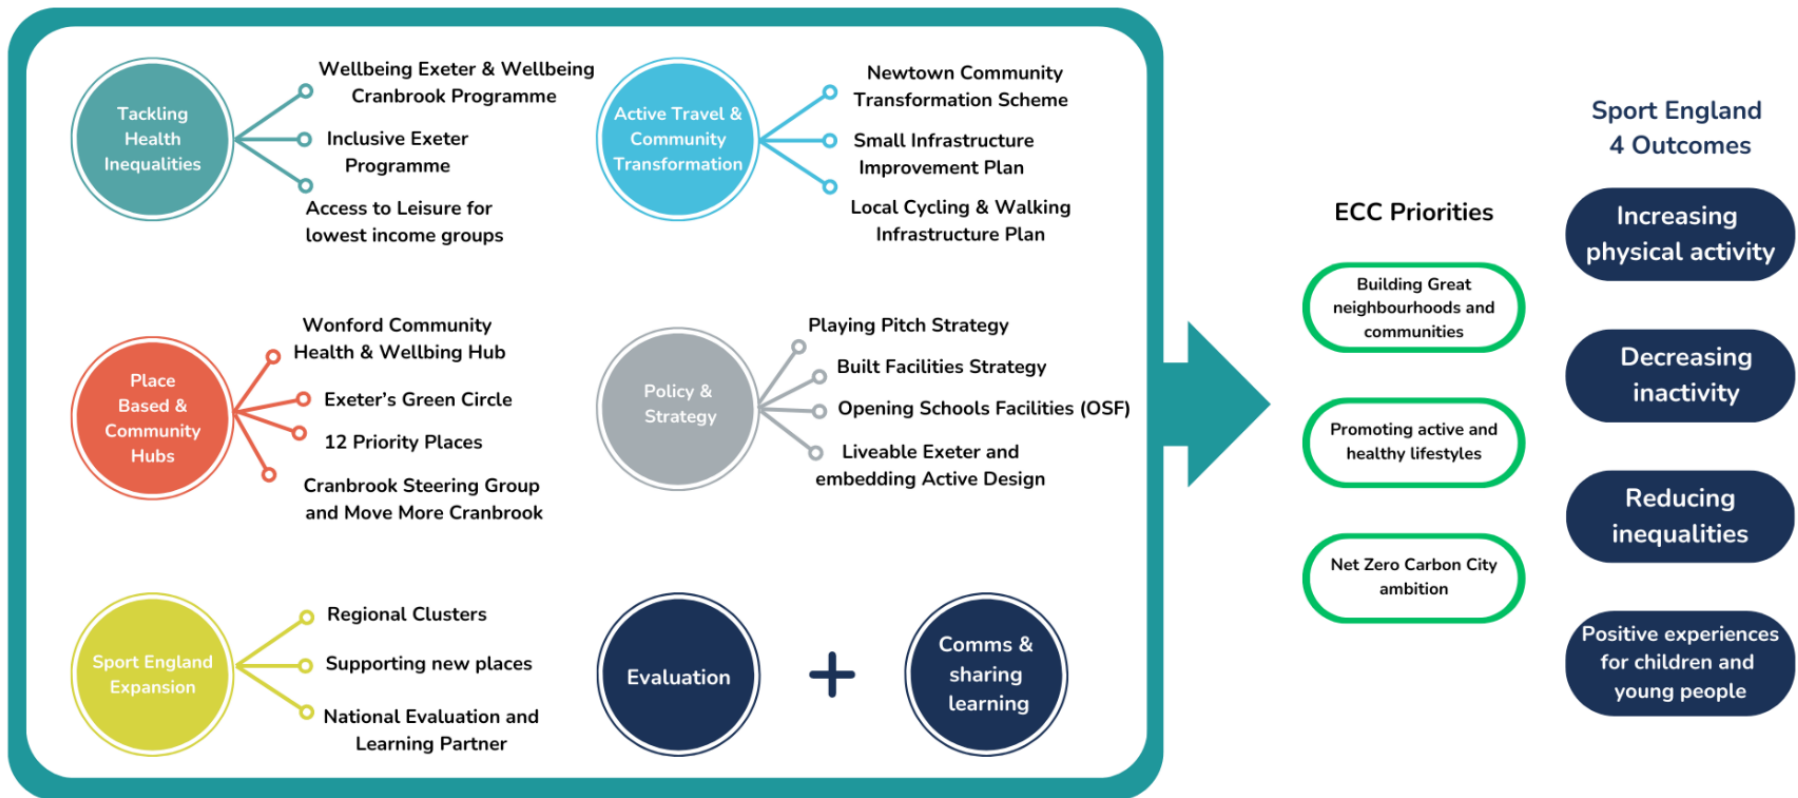 Tackling
Health
Inequalities
Wellbeing Exeter & Wellbeing
Cranbrook Programme
Inclusive Exeter
Programme
Access to Leisure for
lowest income groups
Active Travel &
Community
Transformation
Newtown Community
Transformation Scheme
Small Infrastructure
Improvement Plan
Local Cycling & Walking
Infrastructure Plan
Place
Based &
Community
Hubs
Wonford Community
Health & Wellbing Hub
Exeter's Green Circle
12 Priority Places
Cranbrook Steering Group
and Move More Cranbrook
Policy &
Strategy
Playing Pitch Strategy
Built Facilities Strategy
Opening Schools Facilities (OSF)
Liveable Exeter and
embedding Active Design
Sport England
Expansion
Regional Clusters
Supporting new places
National Evaluation and
Learning Partner
Evaluation
+
Comms &
sharing
learning
ECC Priorities
Building Great
neighbourhoods and
communities
Promoting active and
healthy lifestyles
Net Zero Carbon City
ambition
Sport England
4 Outcomes
Increasing
physical activity
Decreasing
inactivity
Reducing
inequalities
Positive experiences
for children and
young people